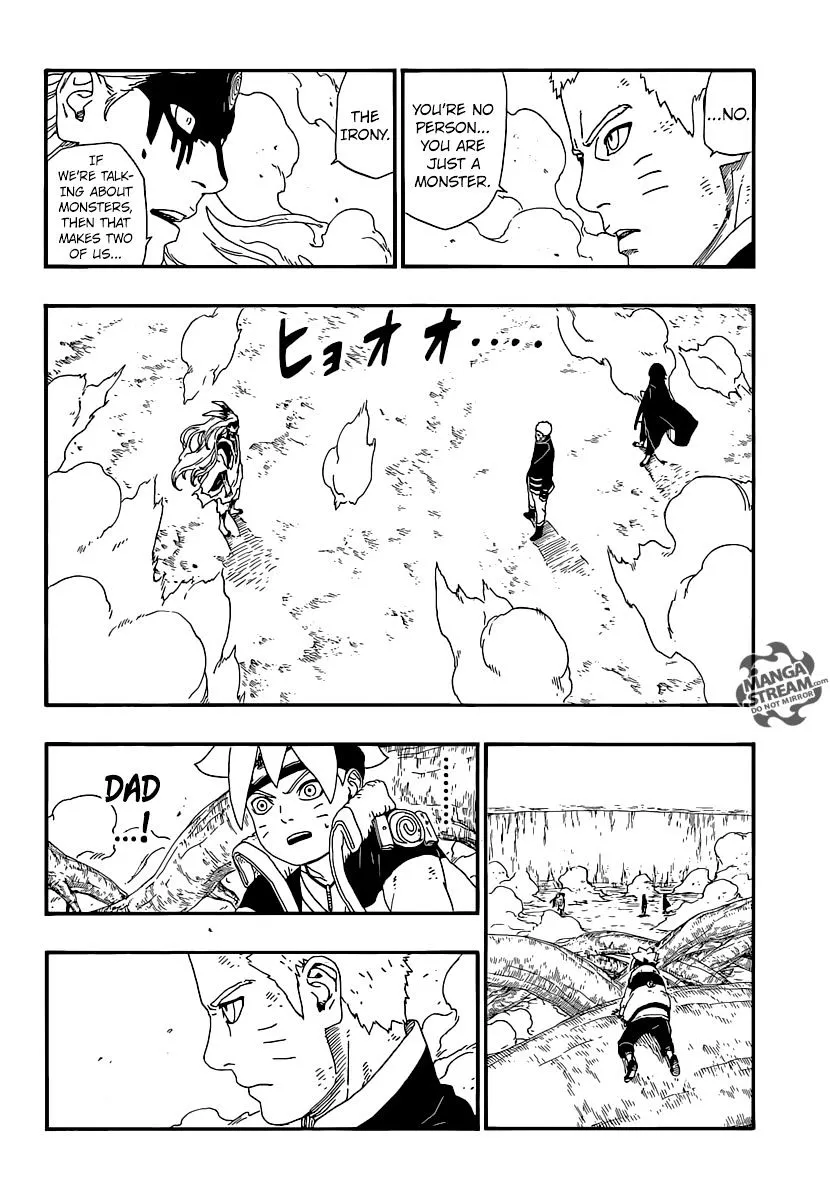 ...NO.
YOU'RE NO
PERSON...
YOU ARE
JUST A
MONSTER.
THE
IRONY.
IF
WE'RE TALK-
ING ABOUT
MONSTERS,
THEN THAT
MAKES TWO
OF US...
ヒョオオ....
MANGA
STREAM.com
DO NOT MIRROR
.......
DAD
...!